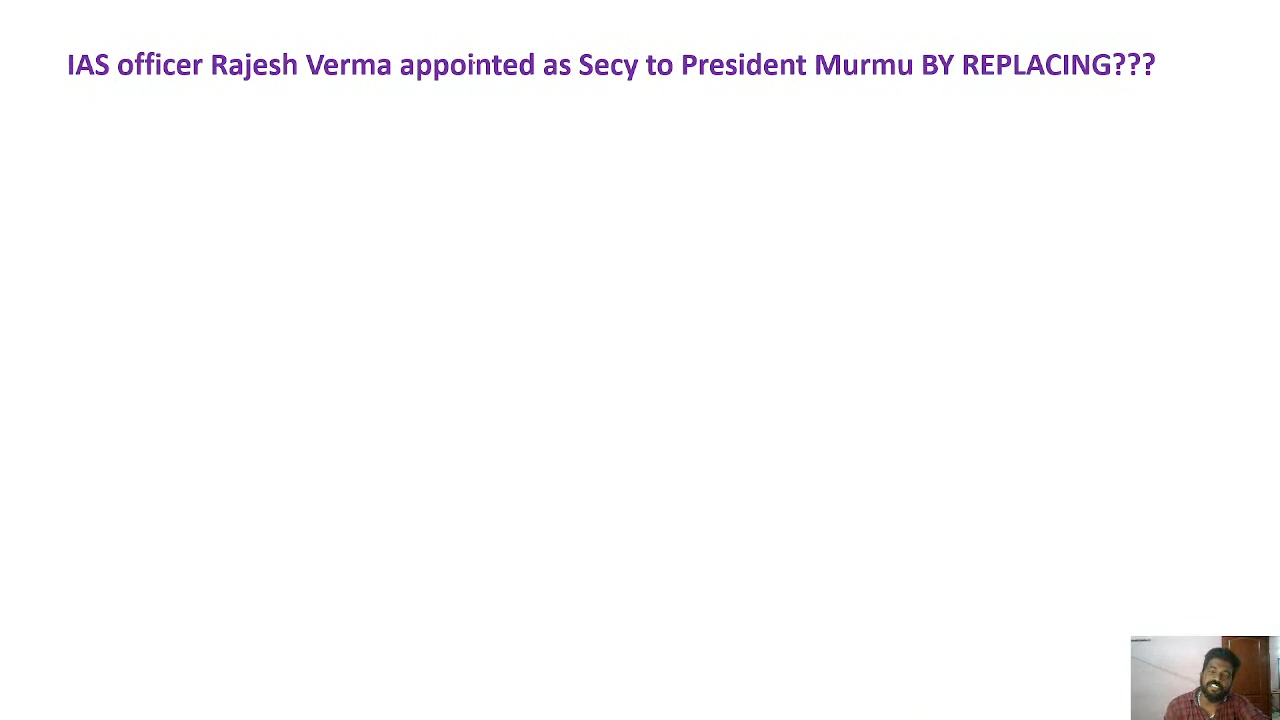 IAS officer Rajesh Verma appointed as Secy to President Murmu BY REPLACING???